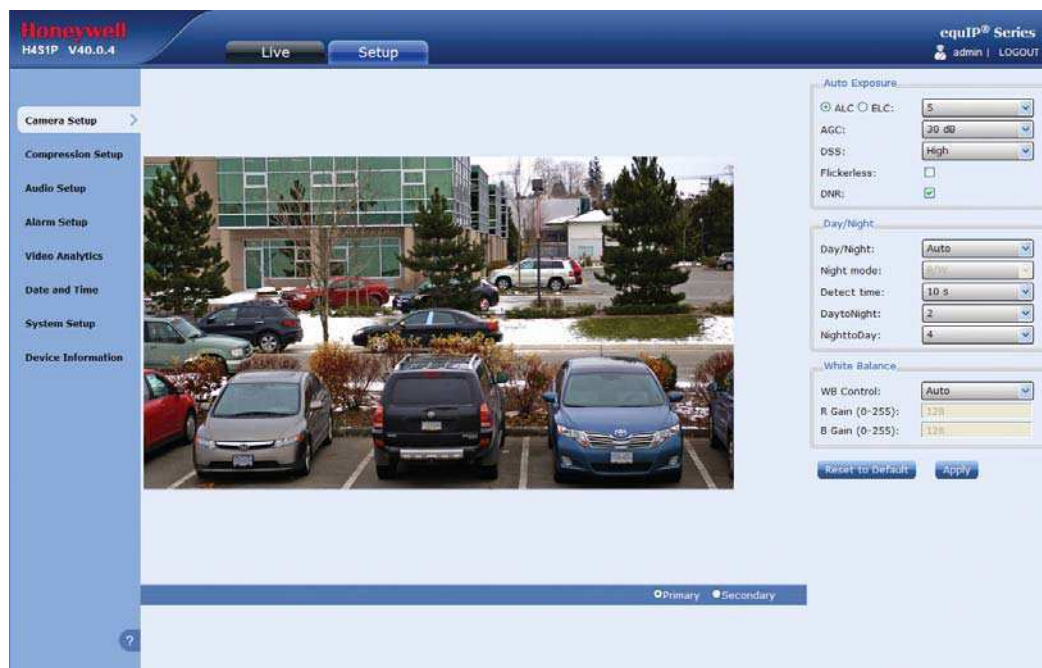 Honeywell
H4S1P V40.0.4
Live
Setup
equIP® Series
admin | LOGOUT
Camera Setup
Compression Setup
Audio Setup
Alarm Setup
Video Analytics
Date and Time
System Setup
Device Information
?
Auto Exposure
ALC ELC: 5
AGC: 30 dB
DSS: High
Flickerless:
DNR:
Day/Night
Day/Night: Auto
Night mode: B/W
Detect time: 10 s
DaytoNight: 2
NighttoDay: 4
White Balance
WB Control: Auto
R Gain (0-255): 128
B Gain (0-255): 128
Reset to Default Apply
Primary Secondary